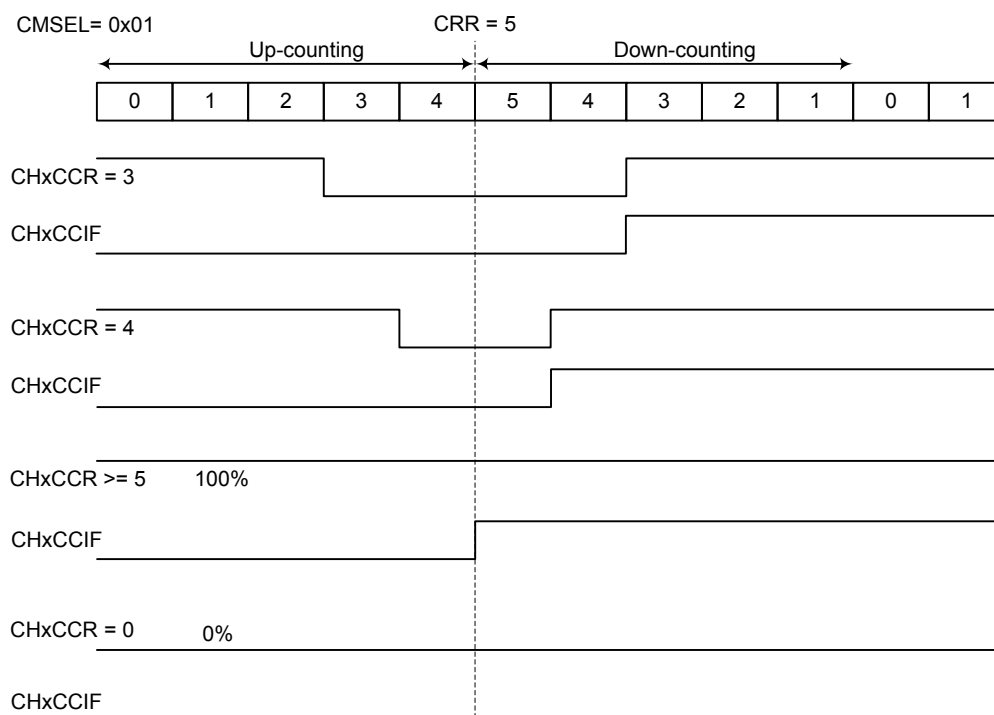 CMSEL= 0x01
CRR = 5
Up-counting
Down-counting
0 1 2 3 4 5 4 3 2 1 0 1
CHxCCR = 3
CHxCCIF
CHxCCR = 4
CHxCCIF
CHxCCR >= 5 100%
CHxCCIF
CHxCCR = 0 0%
CHxCCIF